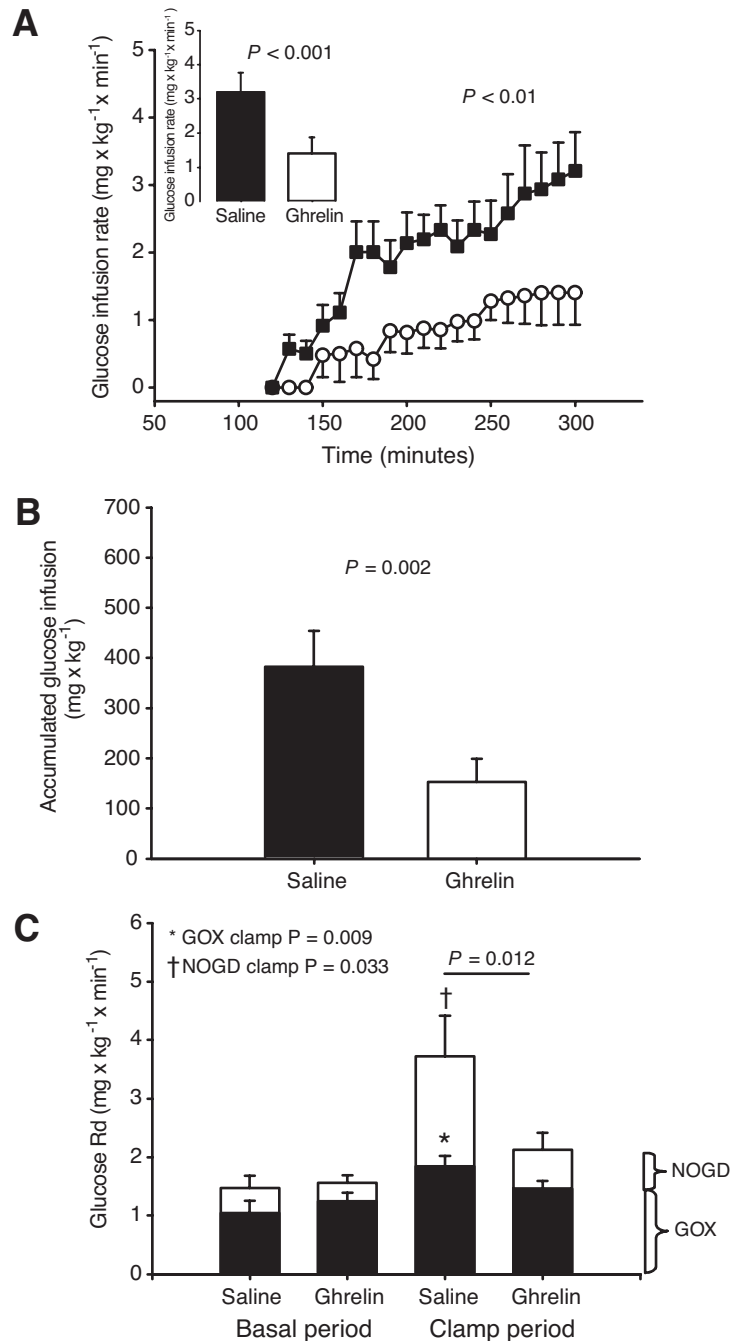 A
Glucose infusion rate (mg x kg-1 x min-1)
5
4
3
2
1
0
50
100
150
200
250
300
Time (minutes)
P < 0.01
Glucose infusion rate (mg x kg-1 x min-1)
5
4
3
2
1
0
P < 0.001
Saline
Ghrelin
B
Accumulated glucose infusion
(mg x kg-1)
700
600
500
400
300
200
100
0
P = 0.002
Saline
Ghrelin
C
Glucose Rd (mg x kg-1 x min-1)
6
5
4
3
2
1
0
* GOX clamp P = 0.009
†NOGD clamp P = 0.033
P = 0.012
†
*
NOGD
GOX
Saline
Ghrelin
Saline
Ghrelin
Basal period
Clamp period